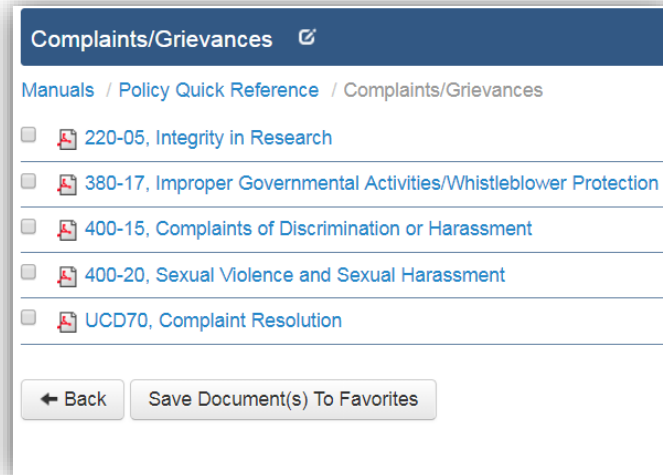 Complaints/Grievances
Manuals / Policy Quick Reference / Complaints/Grievances
220-05, Integrity in Research
380-17, Improper Governmental Activities/Whistleblower Protection
400-15, Complaints of Discrimination or Harassment
400-20, Sexual Violence and Sexual Harassment
UCD70, Complaint Resolution
Back Save Document(s) To Favorites